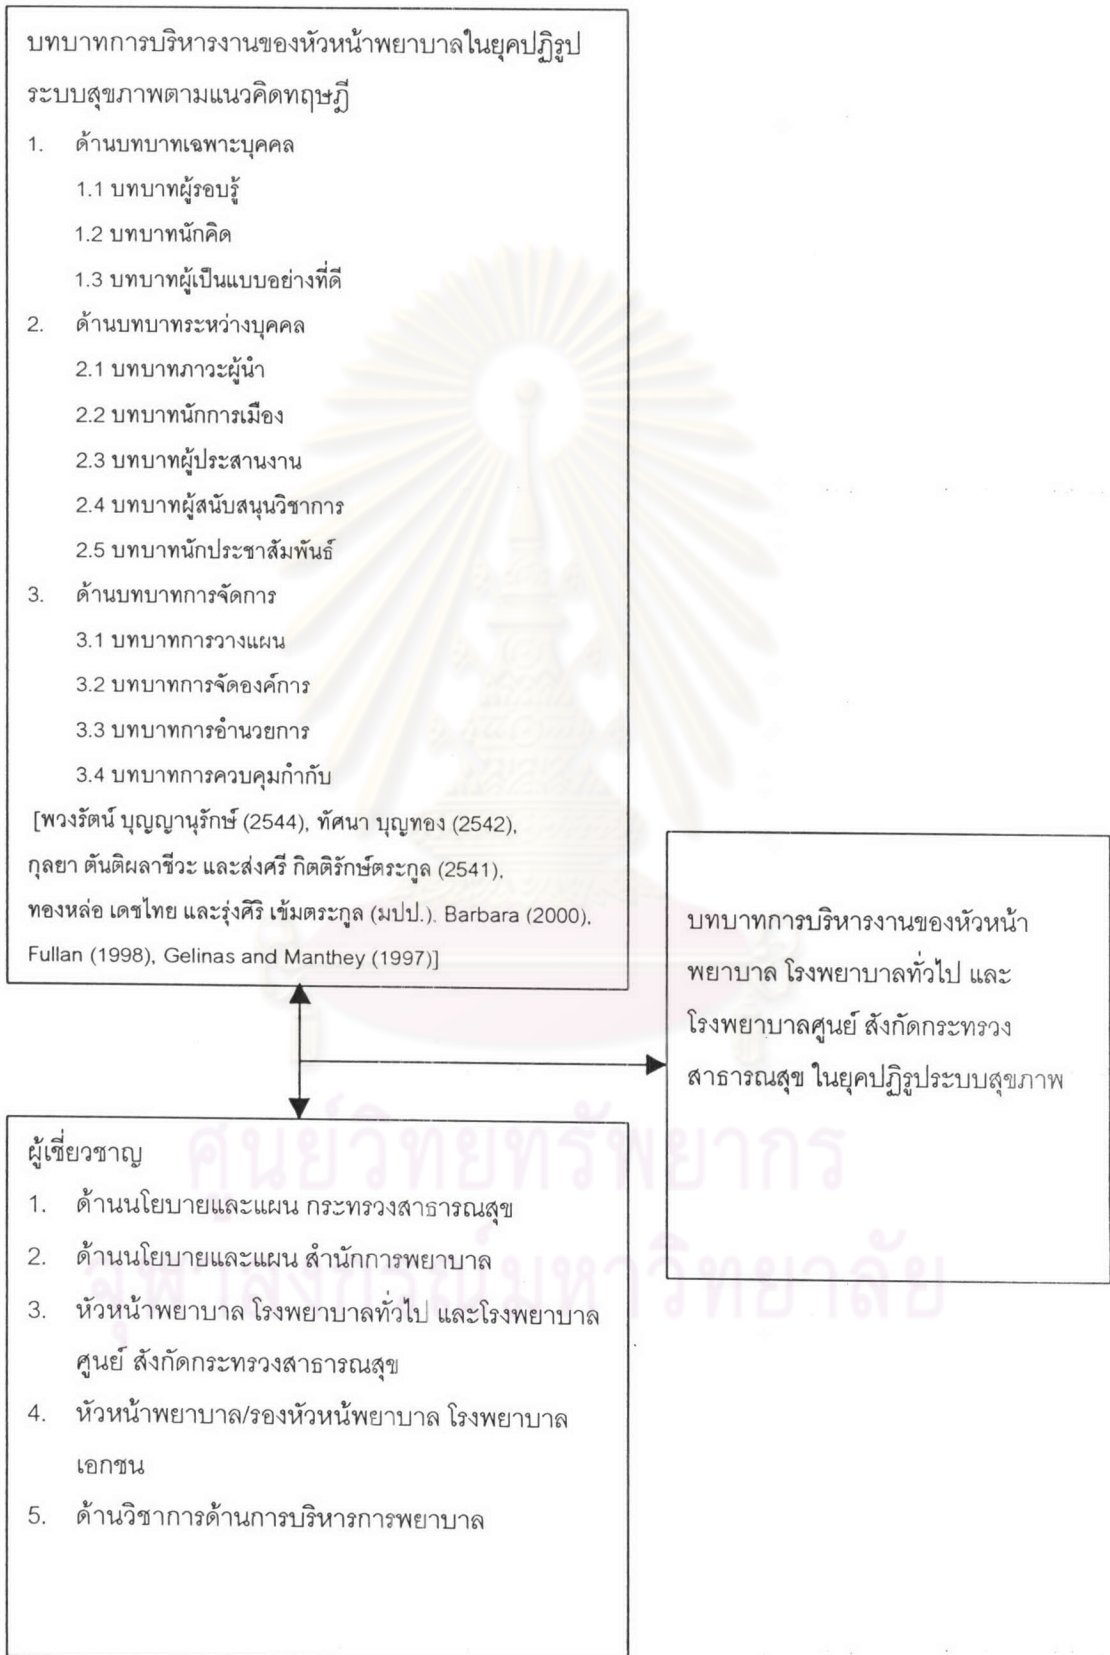 บทบาทการบริหารงานของหัวหน้าพยาบาลในยุคปฏิรูป
ระบบสุขภาพตามแนวคิดทฤษฎี
1. ด้านบทบาทเฉพาะบุคคล
1.1 บทบาทผู้รอบรู้
1.2 บทบาทนักคิด
1.3 บทบาทผู้เป็นแบบอย่างที่ดี
2. ด้านบทบาทระหว่างบุคคล
2.1 บทบาทภาวะผู้นำ
2.2 บทบาทนักการเมือง
2.3 บทบาทผู้ประสานงาน
2.4 บทบาทผู้สนับสนุนวิชาการ
2.5 บทบาทนักประชาสัมพันธ์
3. ด้านบทบาทการจัดการ
3.1 บทบาทการวางแผน
3.2 บทบาทการจัดองค์การ
3.3 บทบาทการอำนวยการ
3.4 บทบาทการควบคุมกำกับ
[พวงรัตน์ บุญญานุรักษ์ (2544), ทัศนา บุญทอง (2542),
กุลยา ตันติผลาชีวะ และส่งศรี กิตติรักษ์ตระกูล (2541),
ทองหล่อ เดชไทย และรุ่งศิริ เข้มตระกูล (มปป.). Barbara (2000),
Fullan (1998), Gelinas and Manthey (1997)]
บทบาทการบริหารงานของหัวหน้า
พยาบาล โรงพยาบาลทั่วไป และ
โรงพยาบาลศูนย์ สังกัดกระทรวง
สาธารณสุข ในยุคปฏิรูประบบสุขภาพ
ผู้เชี่ยวชาญ
1. ด้านนโยบายและแผน กระทรวงสาธารณสุข
2. ด้านนโยบายและแผน สำนักการพยาบาล
3. หัวหน้าพยาบาล โรงพยาบาลทั่วไป และโรงพยาบาล
ศูนย์ สังกัดกระทรวงสาธารณสุข
4. หัวหน้าพยาบาล/รองหัวหน้พยาบาล โรงพยาบาล
เอกชน
5. ด้านวิชาการด้านการบริหารการพยาบาล
ศูนย์วิทยทรัพยากร
จุฬาลงกรณ์มหาวิทยาลัย